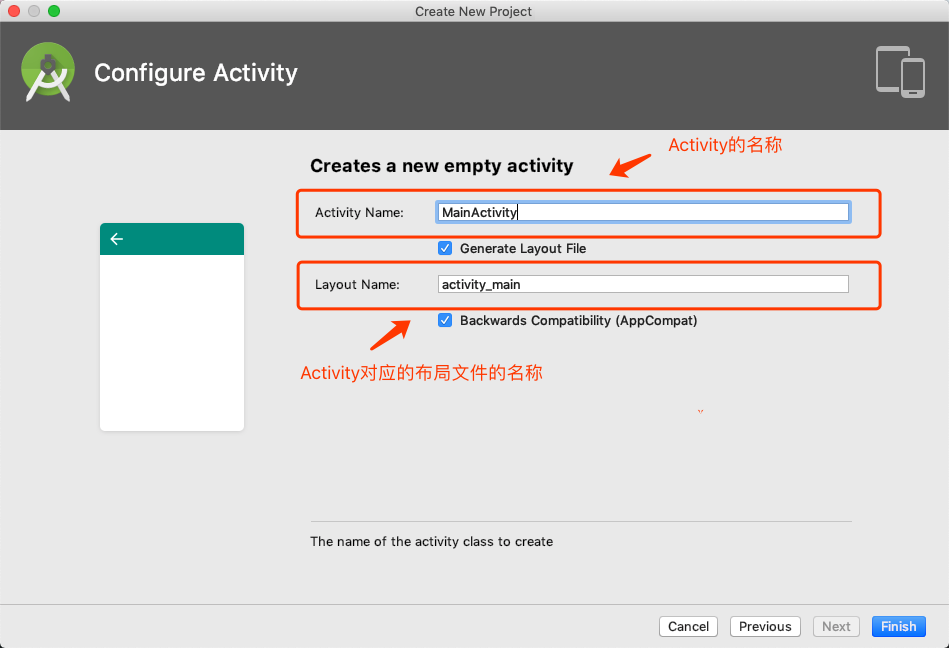 Create New Project
Configure Activity
Activity的名称
Creates a new empty activity
Activity Name: MainActivity
Generate Layout File
Layout Name: activity_main
Backwards Compatibility (AppCompat)
Activity对应的布局文件的名称
The name of the activity class to create
Cancel Previous Next Finish